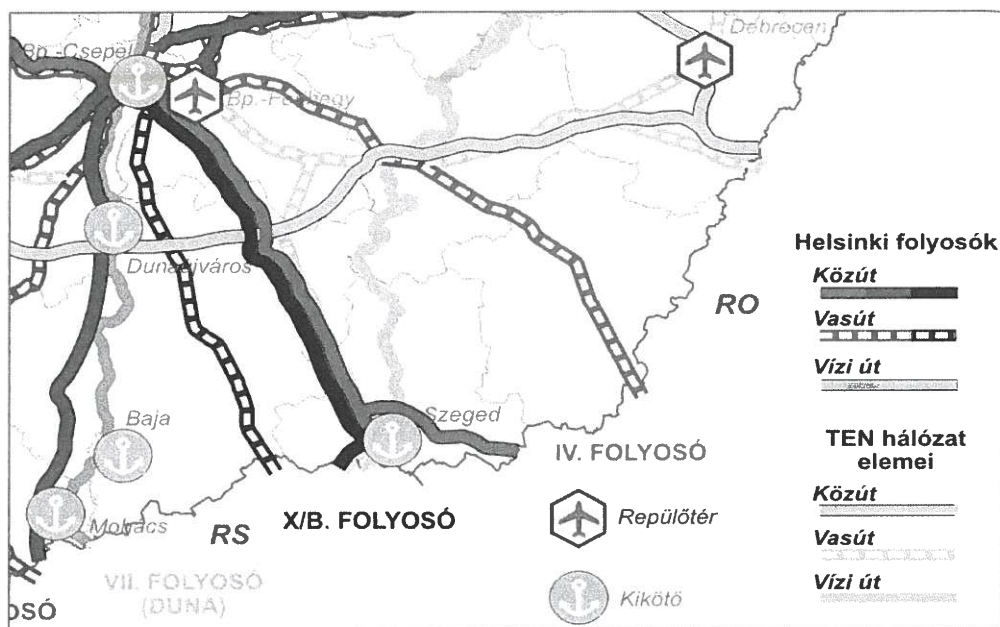 Debrecen
Bp.-Csepel
Bp.-Ferihegy
Dunaújváros
Helsinki folyosók
Közút
RO
Vasút
Vízi út
Baja
Szeged
TEN hálózat
elemei
IV. FOLYOSÓ
Közút
Mohács
RS
X/B. FOLYOSÓ
Repülőtér
Vasút
VII. FOLYOSÓ
(DUNA)
Vízi út
Kikötő
OSÓ